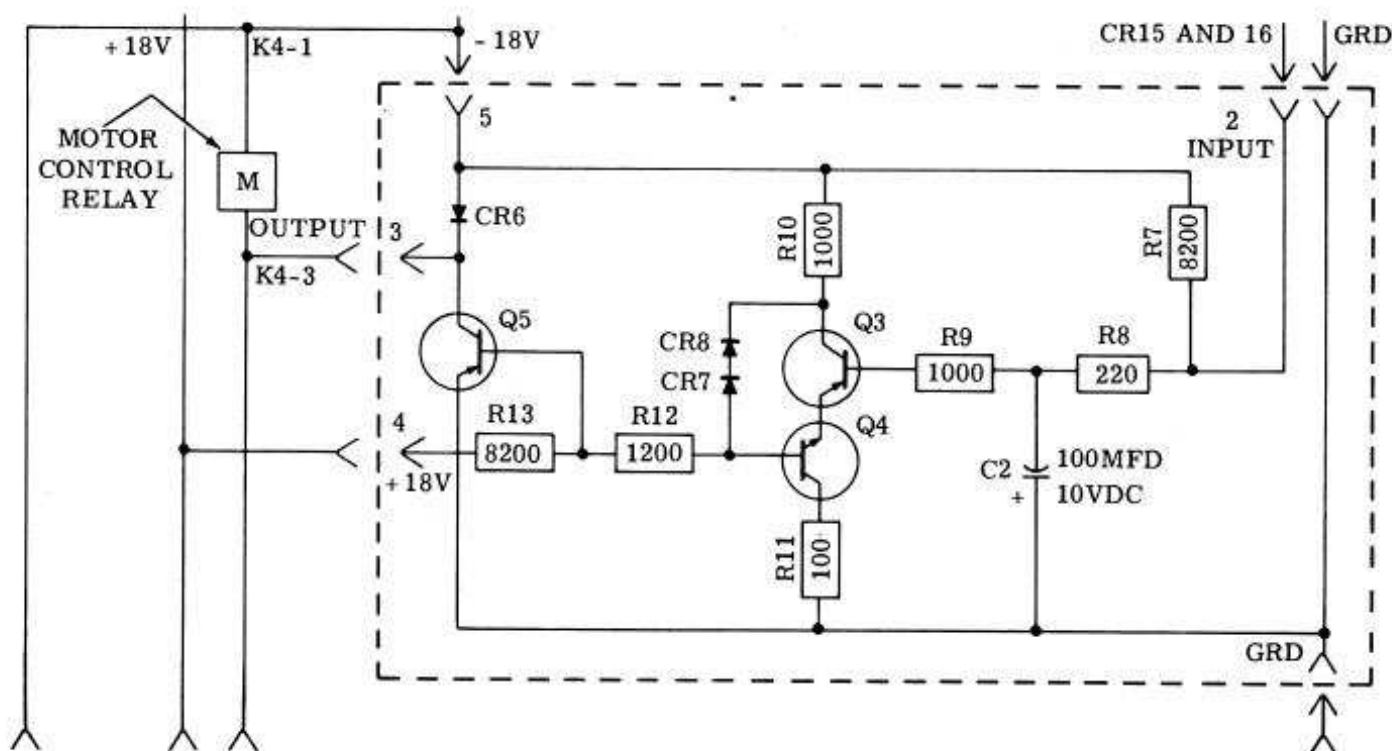 +18V
K4-1
-18V
CR15 AND 16
GRD
MOTOR
CONTROL
RELAY
M
5
2
INPUT
CR6
R10
1000
R7
8200
OUTPUT
3
K4-3
Q5
CR8
CR7
Q3
R9
1000
R8
220
4
+18V
R13
8200
R12
1200
Q4
C2
+
100MFD
10VDC
R11
100
GRD